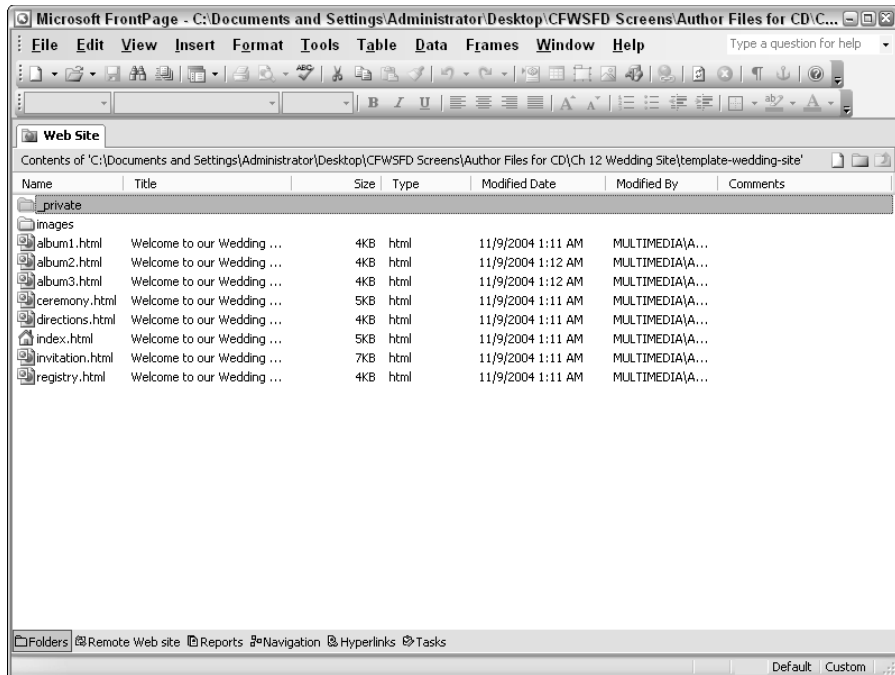 Microsoft FrontPage - C:\Documents and Settings\Administrator\Desktop\CFWSFD Screens\Author Files for CD\C...
File Edit View Insert Format Tools Table Data Frames Window Help Type a question for help
ABC
B I U A A ab A
Web Site
Contents of 'C:\Documents and Settings\Administrator\Desktop\CFWSFD Screens\Author Files for CD\Ch 12 Wedding Site\template-wedding-site'
Name Title Size Type Modified Date Modified By Comments
_private
images
album1.html Welcome to our Wedding ... 4KB html 11/9/2004 1:11 AM MULTIMEDIA\A...
album2.html Welcome to our Wedding ... 4KB html 11/9/2004 1:12 AM MULTIMEDIA\A...
album3.html Welcome to our Wedding ... 4KB html 11/9/2004 1:12 AM MULTIMEDIA\A...
ceremony.html Welcome to our Wedding ... 5KB html 11/9/2004 1:11 AM MULTIMEDIA\A...
directions.html Welcome to our Wedding ... 4KB html 11/9/2004 1:11 AM MULTIMEDIA\A...
index.html Welcome to our Wedding ... 5KB html 11/9/2004 1:11 AM MULTIMEDIA\A...
invitation.html Welcome to our Wedding ... 7KB html 11/9/2004 1:11 AM MULTIMEDIA\A...
registry.html Welcome to our Wedding ... 4KB html 11/9/2004 1:11 AM MULTIMEDIA\A...
Folders Remote Web site Reports Navigation Hyperlinks Tasks
Default Custom